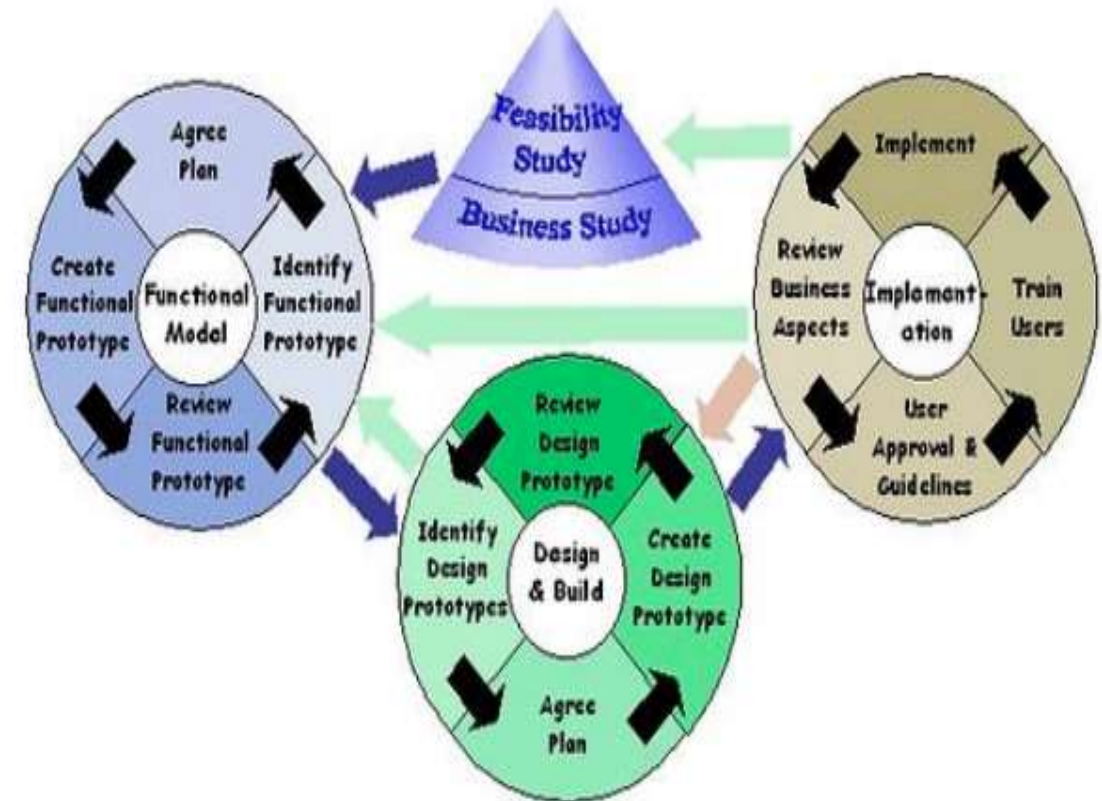 Feasibility
Study
Business Study
Agree
Plan
Create
Functional
Prototype
Functional
Model
Identify
Functional
Prototype
Review
Functional
Prototype
Implement
Review
Business
Aspects
Implamant-
ation
Train
Users
User
Approval &
Guidelines
Review
Design
Prototype
Identify
Design
Prototypes
Design
& Build
Create
Design
Prototype
Agree
Plan